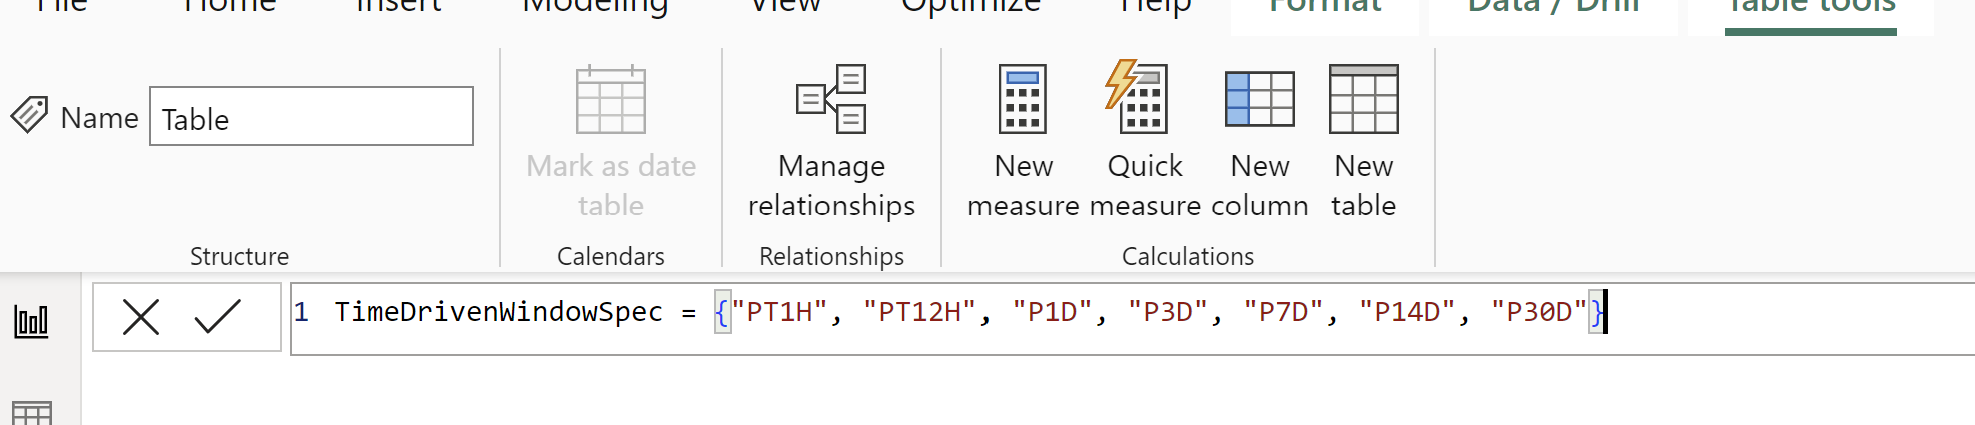 File Home Insert Modeling View Optimize Help Format Data / Drill Table tools
Name Table
Mark as date table
Manage relationships
New measure
Quick measure
New column
New table
Structure Calendars Relationships Calculations
1 TimeDrivenWindowSpec = {"PT1H", "PT12H", "P1D", "P3D", "P7D", "P14D", "P30D"}